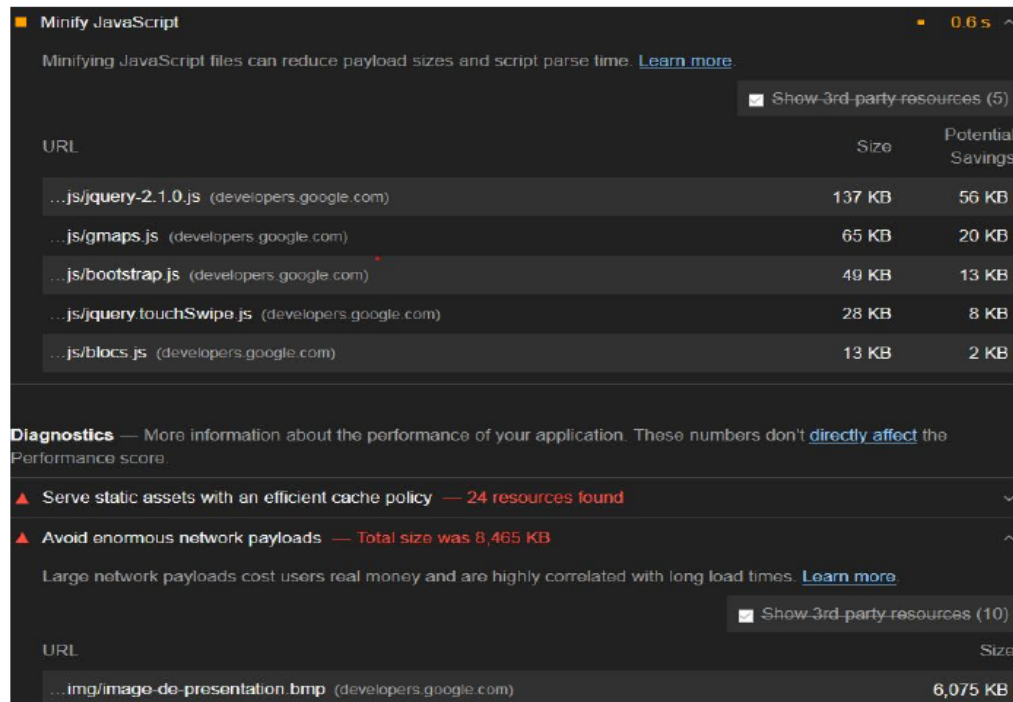 Minify JavaScript 0.6 s
Minifying JavaScript files can reduce payload sizes and script parse time. Learn more.
Show 3rd-party resources (5)
URL Size Potential Savings
...js/jquery-2.1.0.js (developers.google.com) 137 KB 56 KB
...js/gmaps.js (developers.google.com) 65 KB 20 KB
...js/bootstrap.js (developers.google.com) 49 KB 13 KB
...js/jquery.touchSwipe.js (developers.google.com) 28 KB 8 KB
...js/blocs.js (developers.google.com) 13 KB 2 KB
Diagnostics — More information about the performance of your application. These numbers don't directly affect the
Performance score.
Serve static assets with an efficient cache policy — 24 resources found
Avoid enormous network payloads — Total size was 8,465 KB
Large network payloads cost users real money and are highly correlated with long load times. Learn more.
Show 3rd-party resources (10)
URL Size
...img/image-de-presentation.bmp (developers.google.com) 6,075 KB